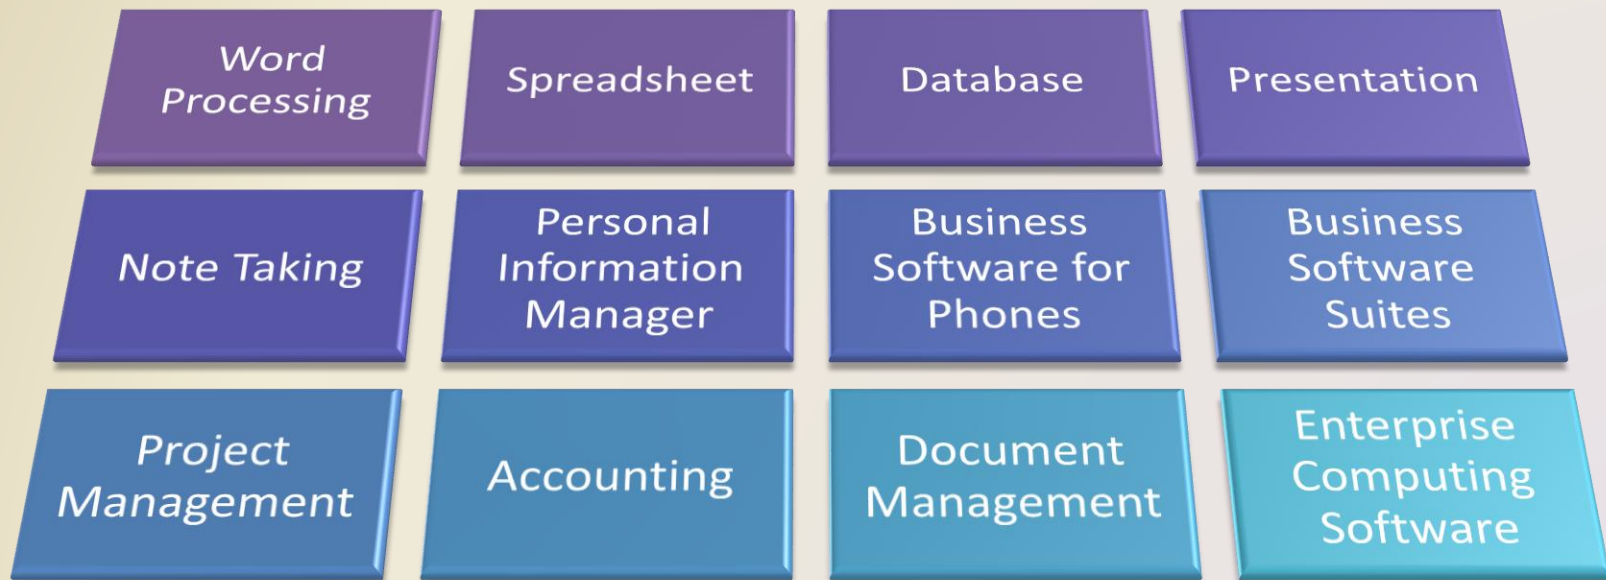 Word
Processing
Spreadsheet
Database
Presentation
Note Taking
Personal
Information
Manager
Business
Software for
Phones
Business
Software
Suites
Project
Management
Accounting
Document
Management
Enterprise
Computing
Software